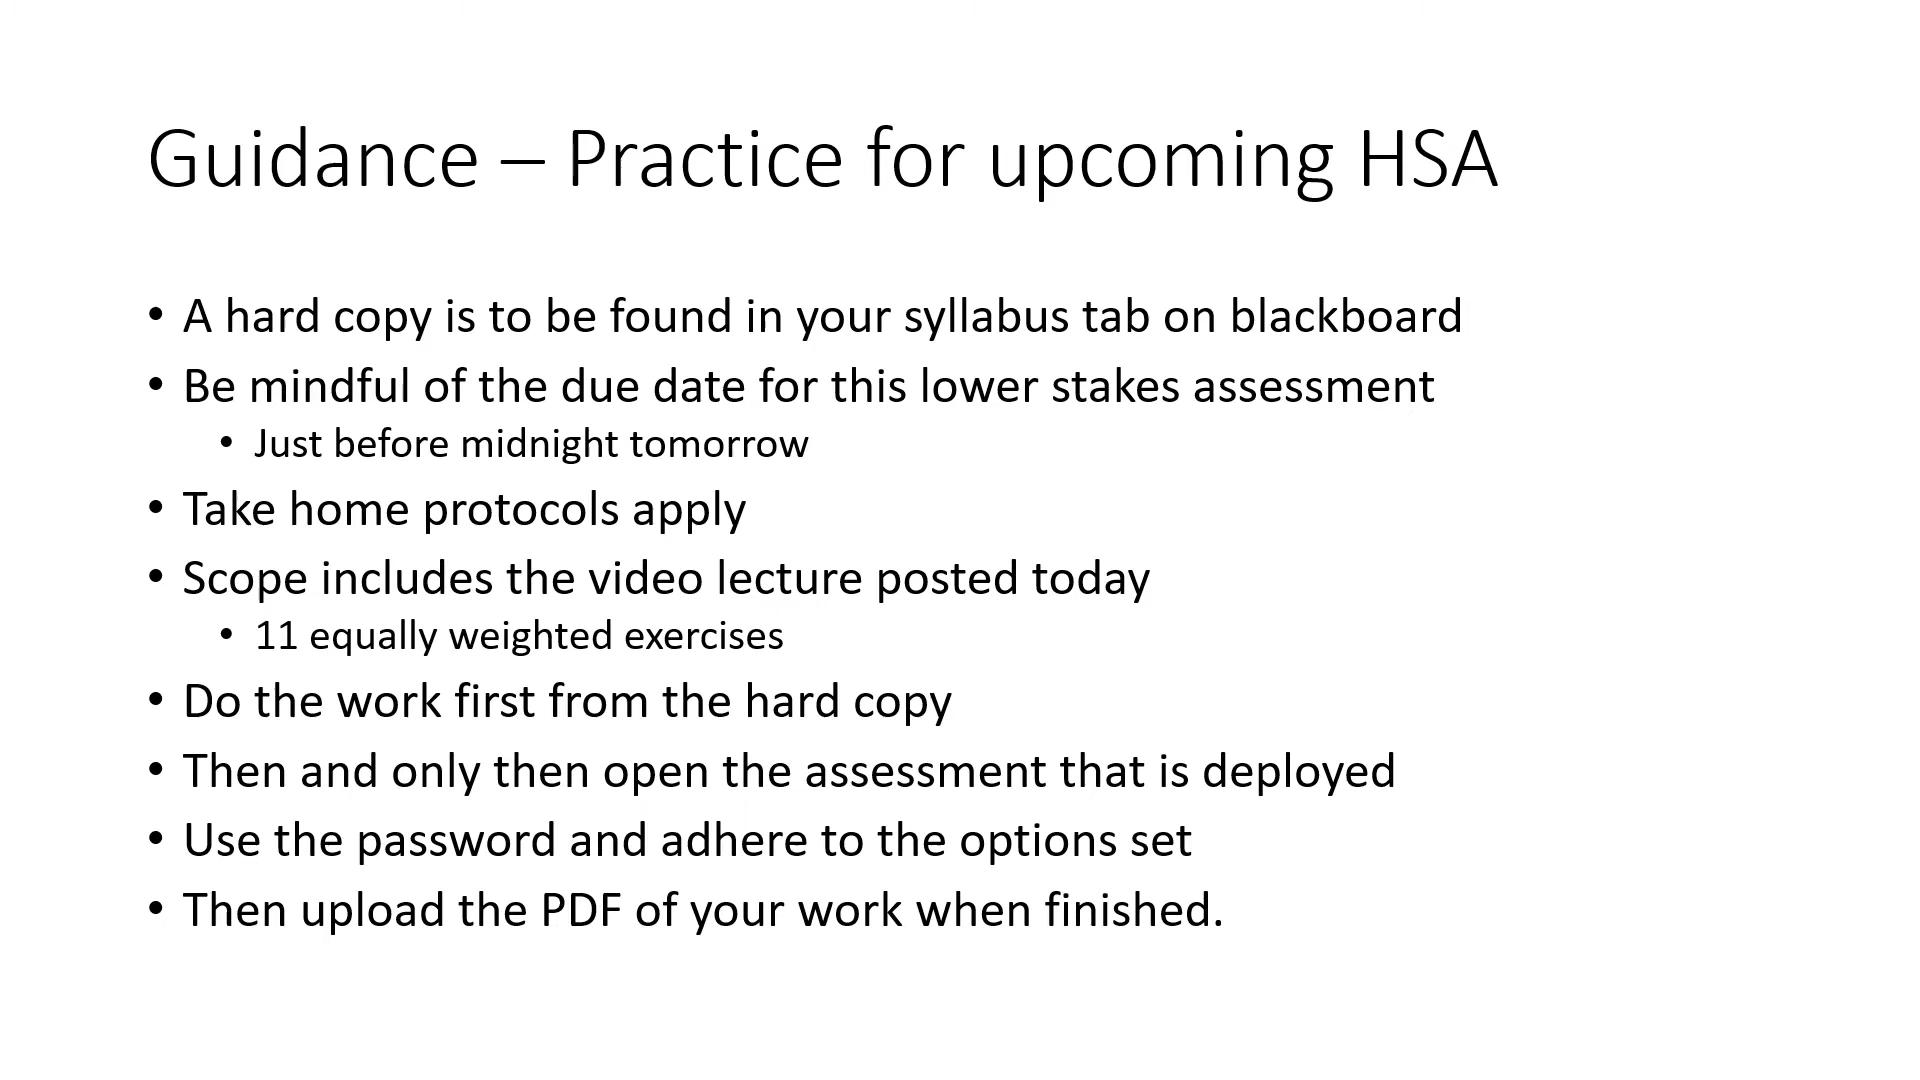 Guidance – Practice for upcoming HSA
• A hard copy is to be found in your syllabus tab on blackboard
• Be mindful of the due date for this lower stakes assessment
• Just before midnight tomorrow
• Take home protocols apply
• Scope includes the video lecture posted today
• 11 equally weighted exercises
• Do the work first from the hard copy
• Then and only then open the assessment that is deployed
• Use the password and adhere to the options set
• Then upload the PDF of your work when finished.